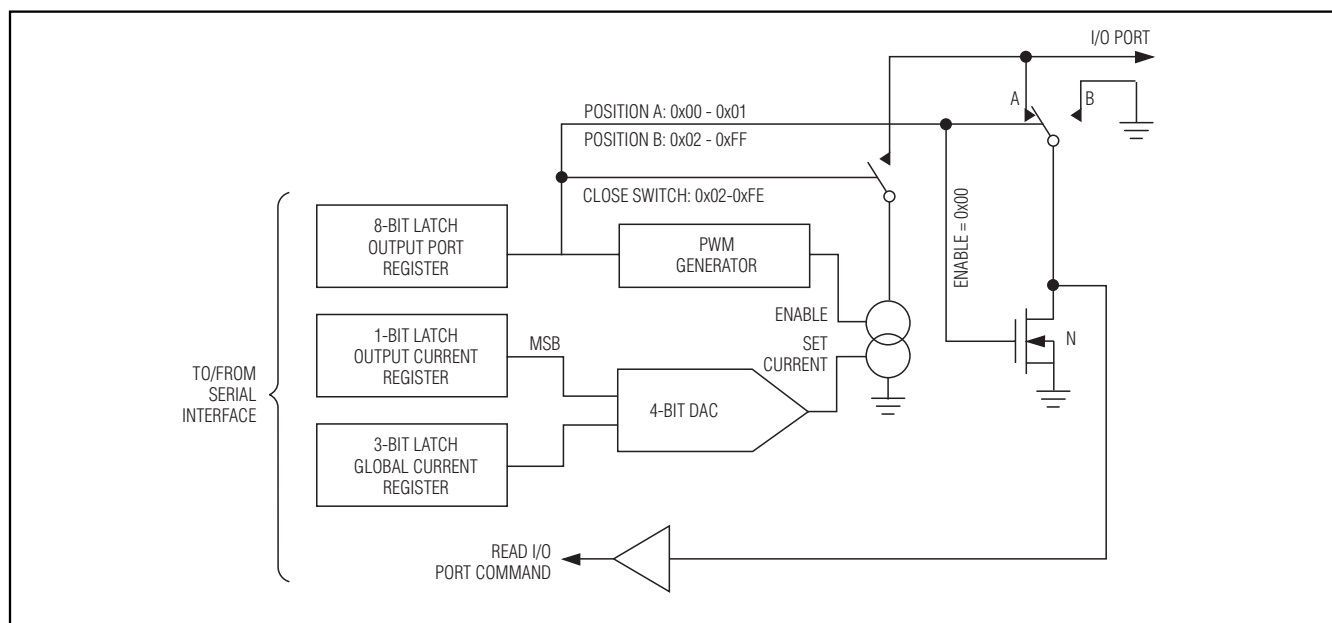 I/O PORT
A
B
POSITION A: 0x00 - 0x01
POSITION B: 0x02 - 0xFF
CLOSE SWITCH: 0x02-0xFE
ENABLE = 0x00
8-BIT LATCH
OUTPUT PORT
REGISTER
PWM
GENERATOR
ENABLE
SET
CURRENT
N
1-BIT LATCH
OUTPUT CURRENT
REGISTER
MSB
4-BIT DAC
TO/FROM
SERIAL
INTERFACE
3-BIT LATCH
GLOBAL CURRENT
REGISTER
READ I/O
PORT COMMAND